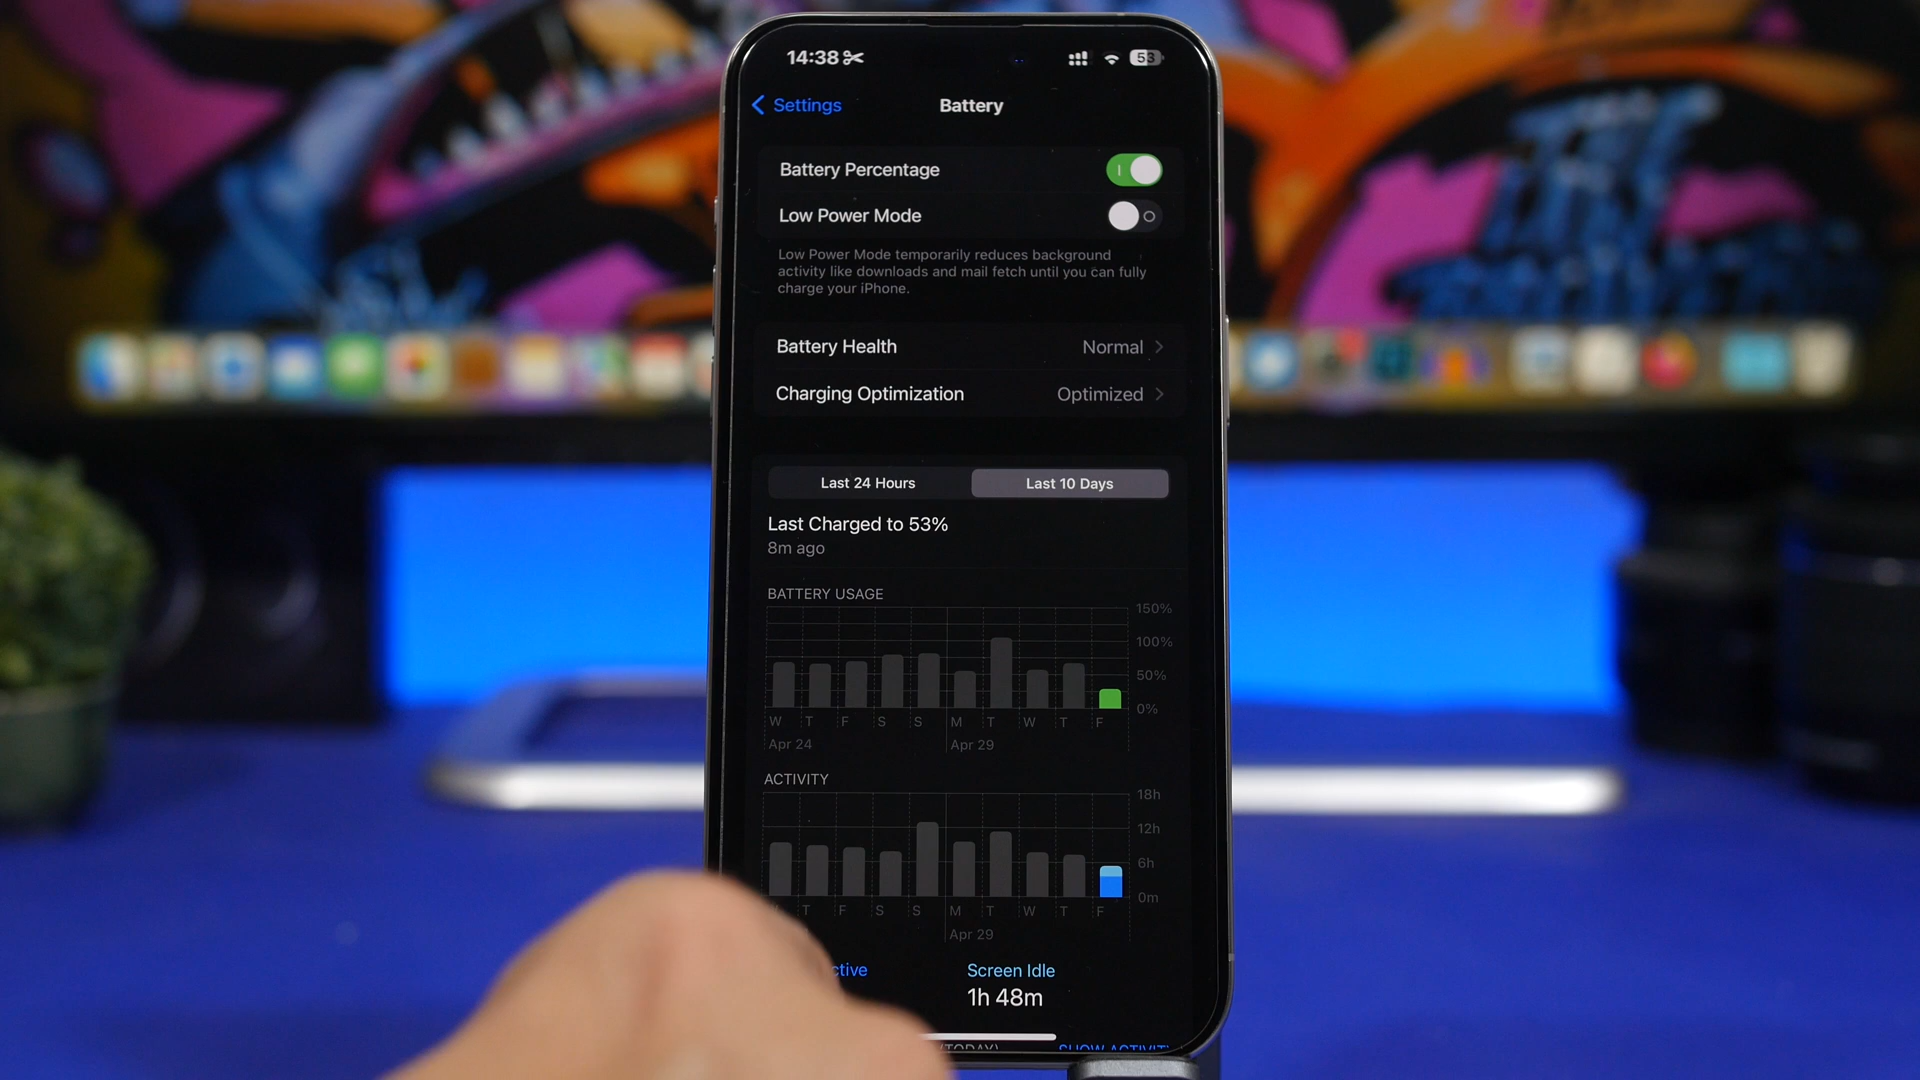 14:38
53
Settings
Battery
Battery Percentage
Low Power Mode
Low Power Mode temporarily reduces background
activity like downloads and mail fetch until you can fully
charge your iPhone.
Battery Health Normal
Charging Optimization Optimized
Last 24 Hours Last 10 Days
Last Charged to 53%
8m ago
BATTERY USAGE
150%
100%
50%
0%
W T F S S M T W T F
Apr 24 Apr 29
ACTIVITY
18h
12h
6h
0m
T F S S M T W T F
Apr 29
Screen Idle
1h 48m